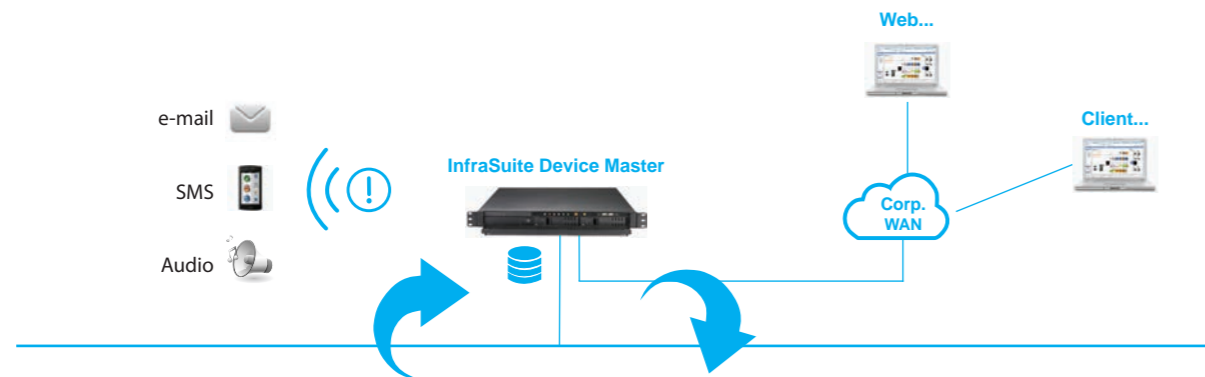 Web...
Client...
e-mail
SMS
Audio
InfraSuite Device Master
Corp.
WAN